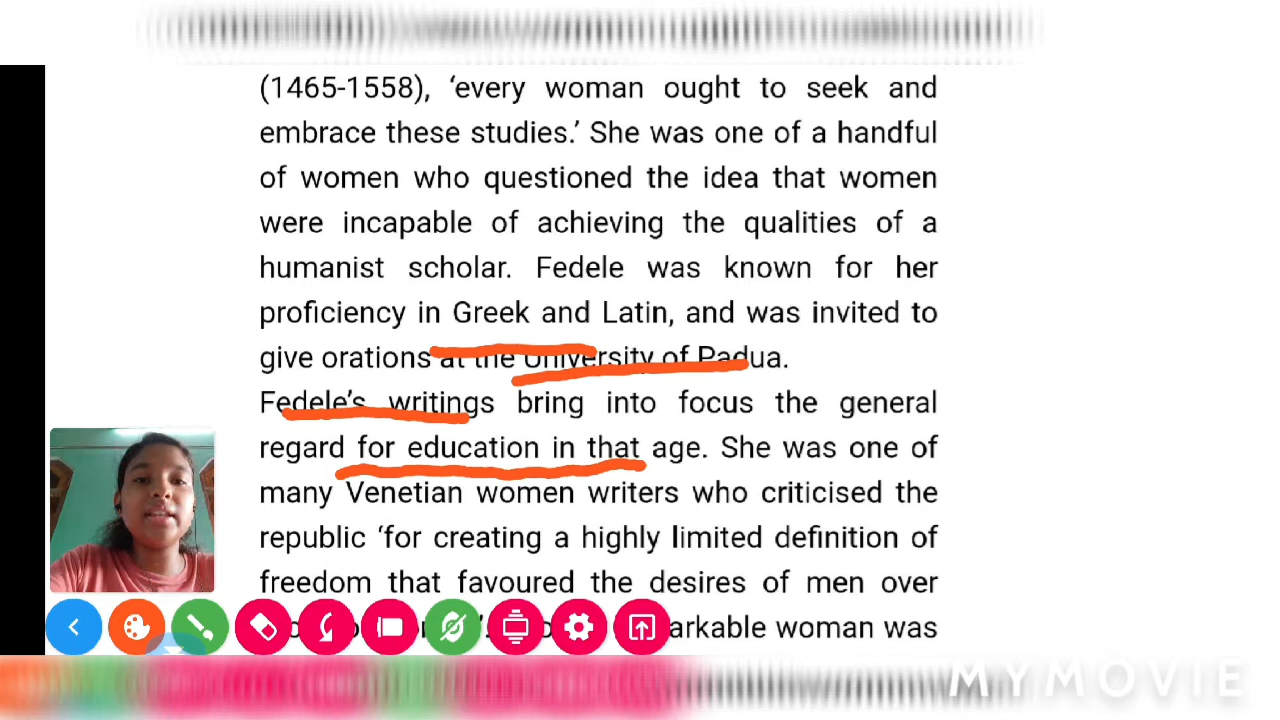 (1465-1558), ‘every woman ought to seek and
embrace these studies.’ She was one of a handful
of women who questioned the idea that women
were incapable of achieving the qualities of a
humanist scholar. Fedele was known for her
proficiency in Greek and Latin, and was invited to
give orations at the University of Padua.
Fedele’s writings bring into focus the general
regard for education in that age. She was one of
many Venetian women writers who criticised the
republic ‘for creating a highly limited definition of
freedom that favoured the desires of men over
woman was
MYMOVIE